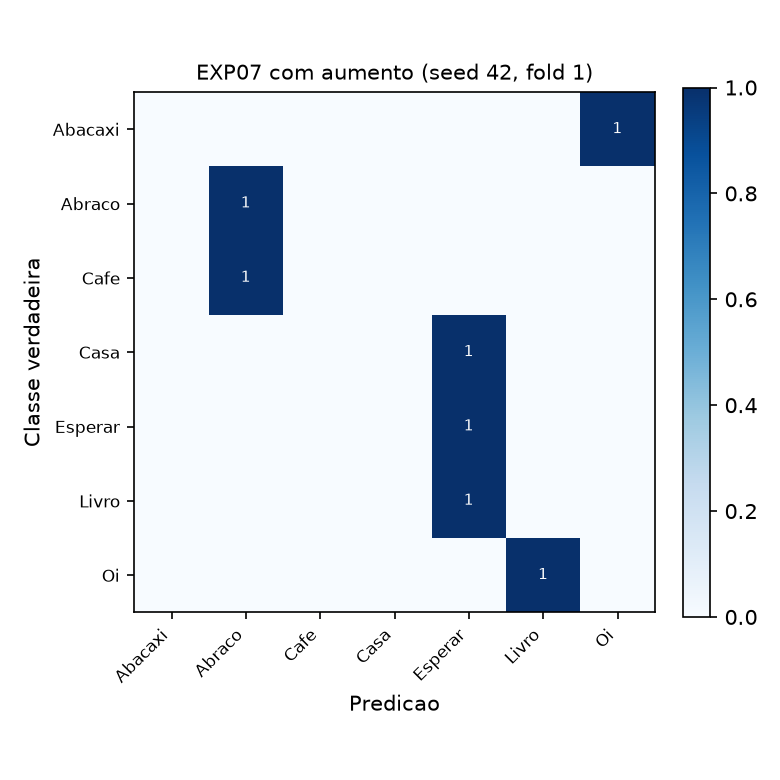 EXP07 com aumento (seed 42, fold 1)
1.0
Abacaxi 1
0.8
Abraco 1
Cafe 1
0.6
Casa 1
0.4
Esperar 1
Livro 1
0.2
Oi 1
0.0
Abacaxi Abraco Cafe Casa Esperar Livro Oi
Classe verdadeira
Predicao